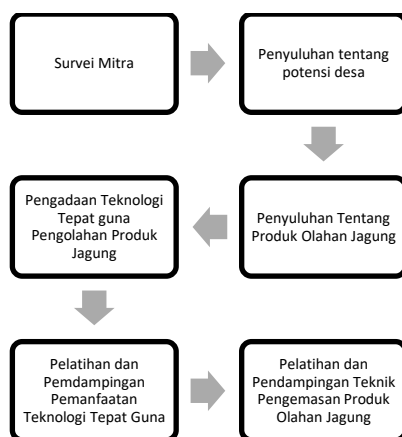 Survei Mitra
Penyuluhan tentang
potensi desa
Penyuluhan Tentang
Produk Olahan Jagung
Pengadaan Teknologi
Tepat guna
Pengolahan Produk
Jagung
Pelatihan dan
Pemdampingan
Pemanfaatan
Teknologi Tepat Guna
Pelatihan dan
Pendampingan Teknik
Pengemasan Produk
Olahan Jagung